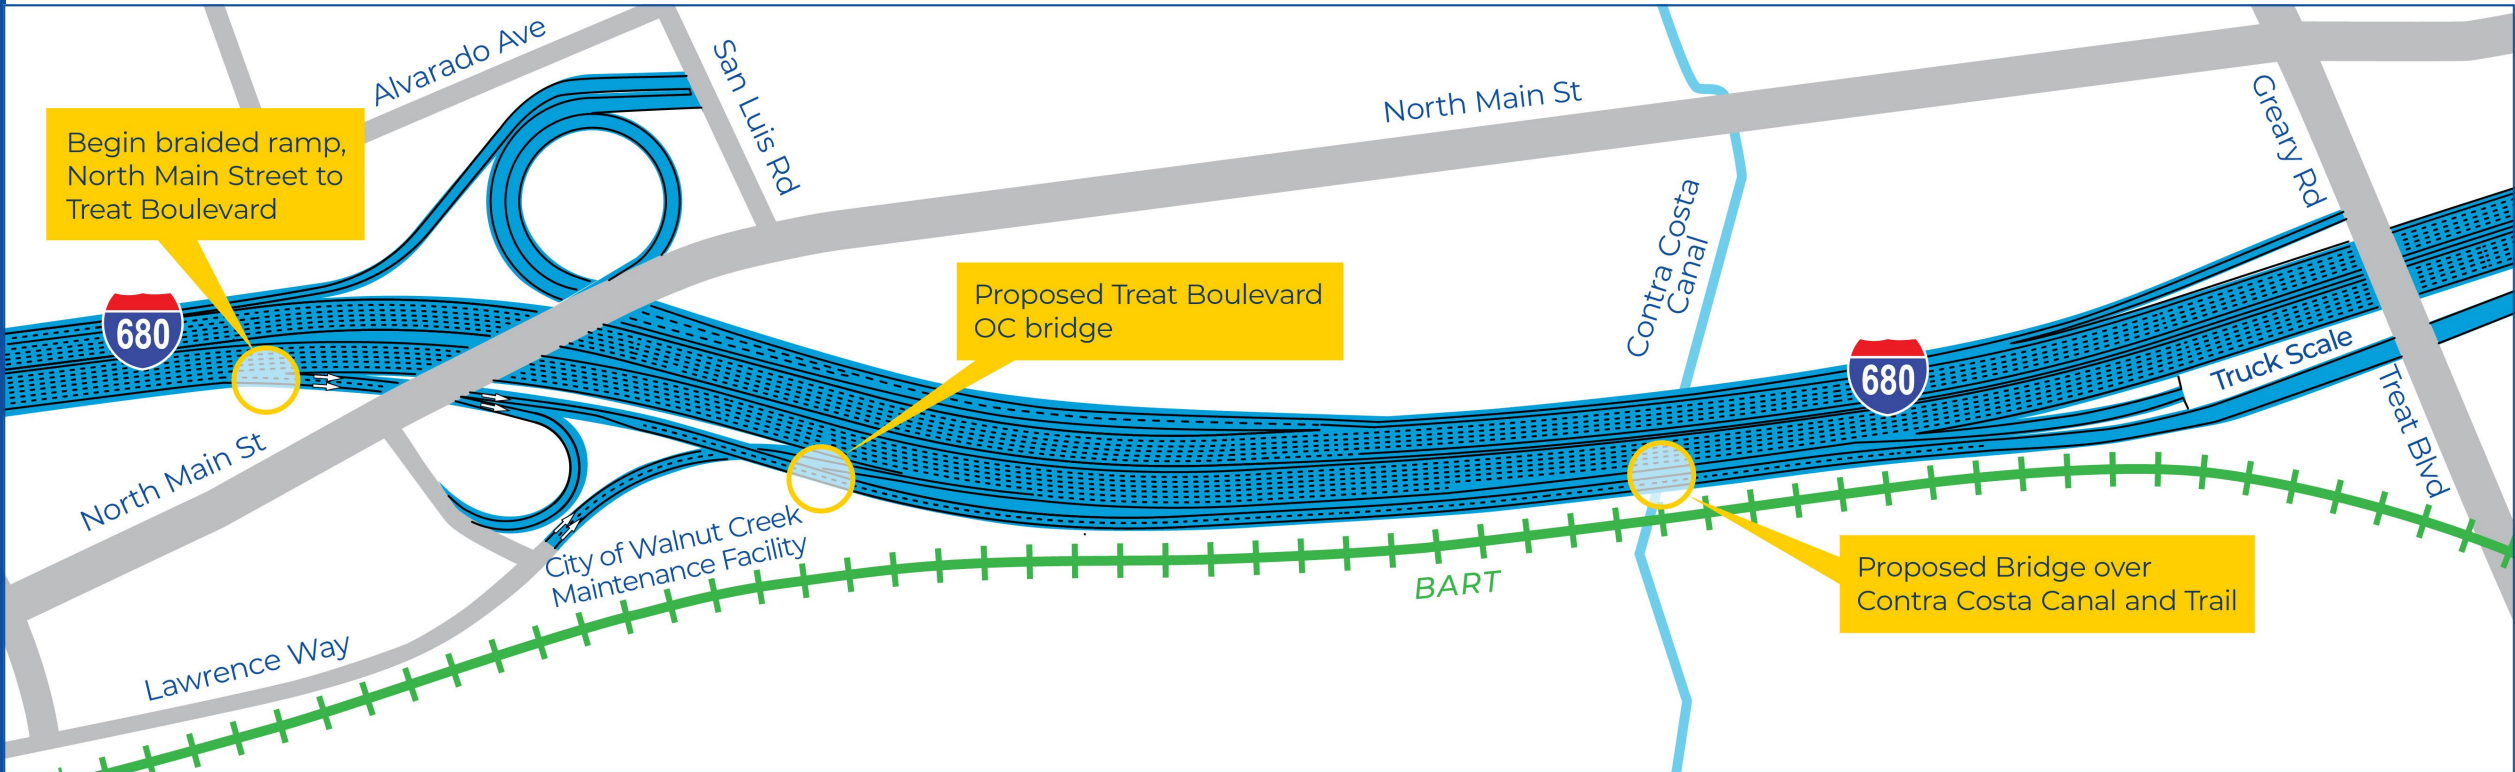 Alvarado Ave
San Luis Rd
North Main St
Greary Rd
Begin braided ramp,
North Main Street to
Treat Boulevard
Contra Costa
Canal
680
Proposed Treat Boulevard
OC bridge
680
Truck Scale
Treat Blvd
North Main St
City of Walnut Creek
Maintenance Facility
BART
Proposed Bridge over
Contra Costa Canal and Trail
Lawrence Way